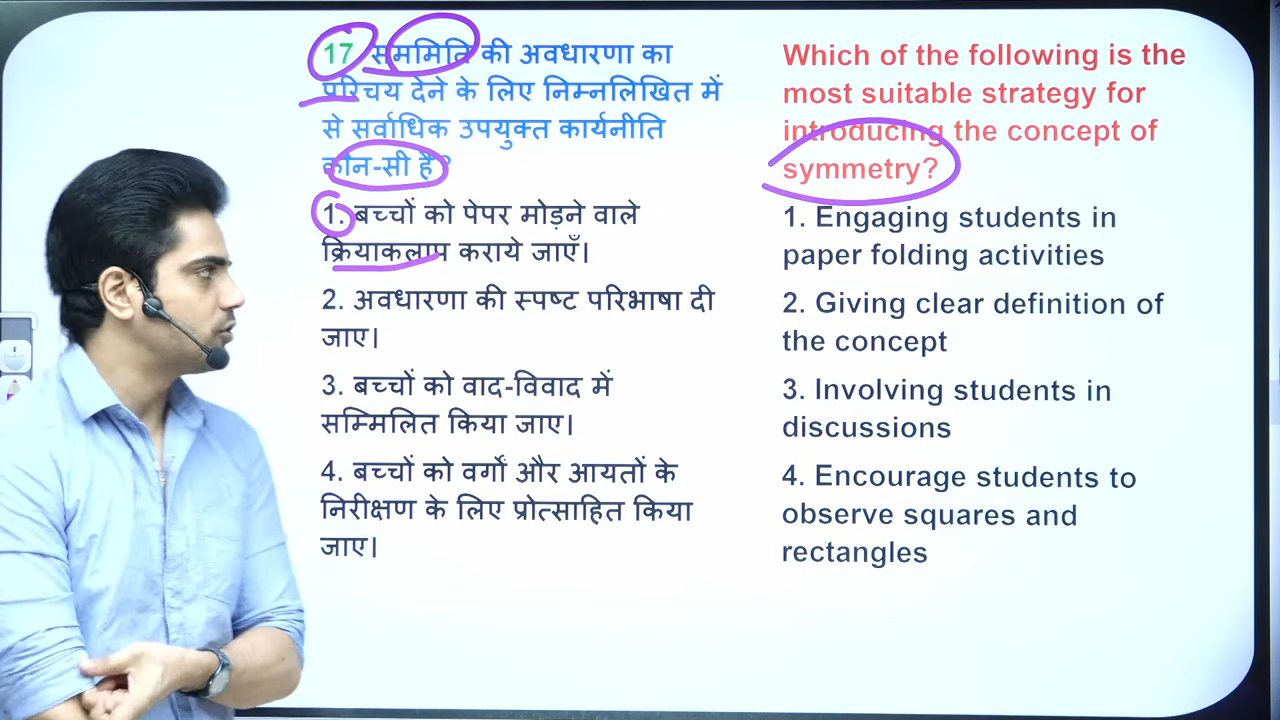 17. सममिति की अवधारणा का
परिचय देने के लिए निम्नलिखित में
से सर्वाधिक उपयुक्त कार्यनीति
कौन-सी है?
1. बच्चों को पेपर मोड़ने वाले
क्रियाकलाप कराये जाएँ।
2. अवधारणा की स्पष्ट परिभाषा दी
जाए।
3. बच्चों को वाद-विवाद में
सम्मिलित किया जाए।
4. बच्चों को वर्गों और आयतों के
निरीक्षण के लिए प्रोत्साहित किया
जाए।
Which of the following is the
most suitable strategy for
introducing the concept of
symmetry?
1. Engaging students in
paper folding activities
2. Giving clear definition of
the concept
3. Involving students in
discussions
4. Encourage students to
observe squares and
rectangles